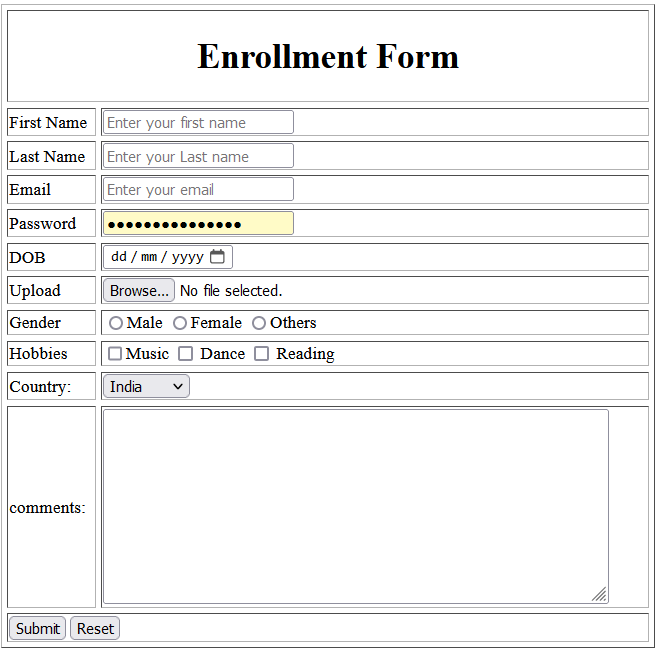 Enrollment Form
First Name Enter your first name
Last Name Enter your Last name
Email Enter your email
Password ●●●●●●●●●●●●●●●
DOB dd / mm / yyyy
Upload Browse... No file selected.
Gender Male Female Others
Hobbies Music Dance Reading
Country: India
comments:
Submit Reset